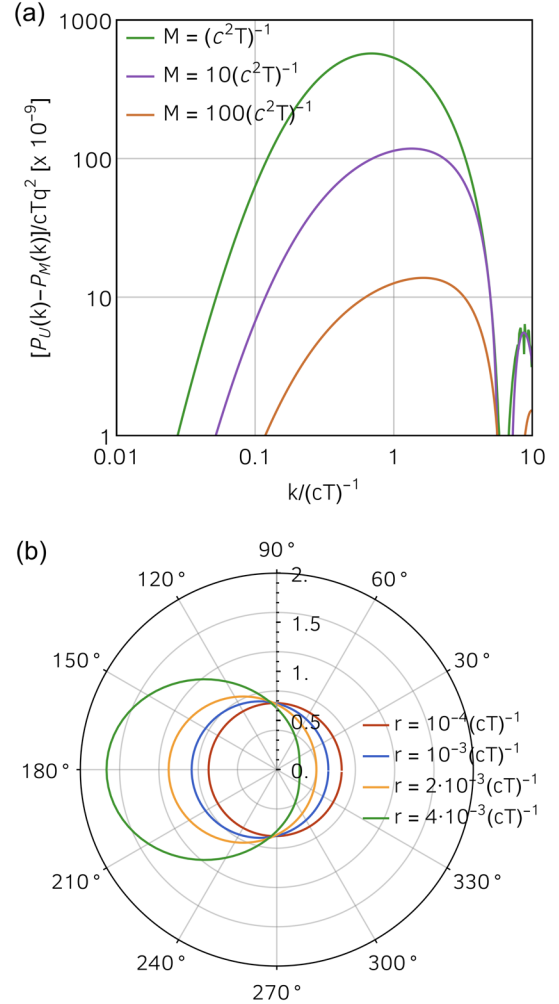 (a)
1000
M = (c²T)⁻¹
M = 10(c²T)⁻¹
M = 100(c²T)⁻¹
100
10
1
[P_U(k)−P_M(k)]/cTq² [x 10⁻⁹]
0.01 0.1 1 10
k/(cT)⁻¹
(b)
90°
120° 60°
2.
1.5
150° 30°
1.
0.5
r = 10⁻⁴(cT)⁻¹
r = 10⁻³(cT)⁻¹
180° 0.
r = 2·10⁻³(cT)⁻¹
r = 4·10⁻³(cT)⁻¹
210° 330°
240° 300°
270°